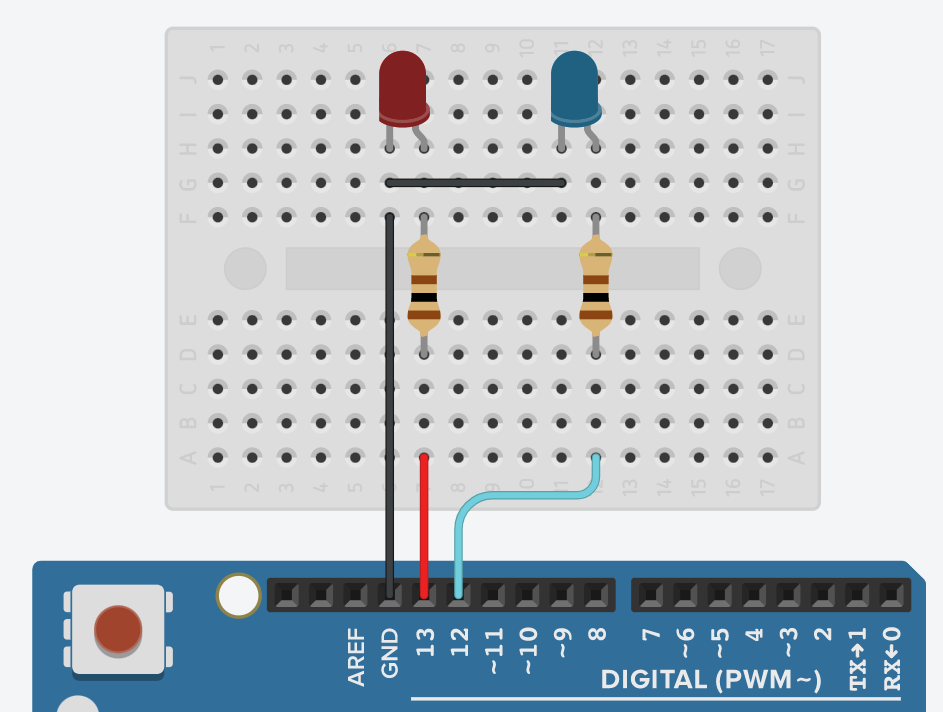 1 2 3 4 5 6 7 8 9 10 11 12 13 14 15 16 17
J J
I I
H H
G G
F F
E E
D D
C C
B B
A A
1 2 3 4 5 7 8 9 10 11 12 13 14 15 16 17
AREF GND 13 12 ~11 ~10 ~9 8 7 ~6 ~5 4 ~3 2 TX→1 RX←0
DIGITAL (PWM~)